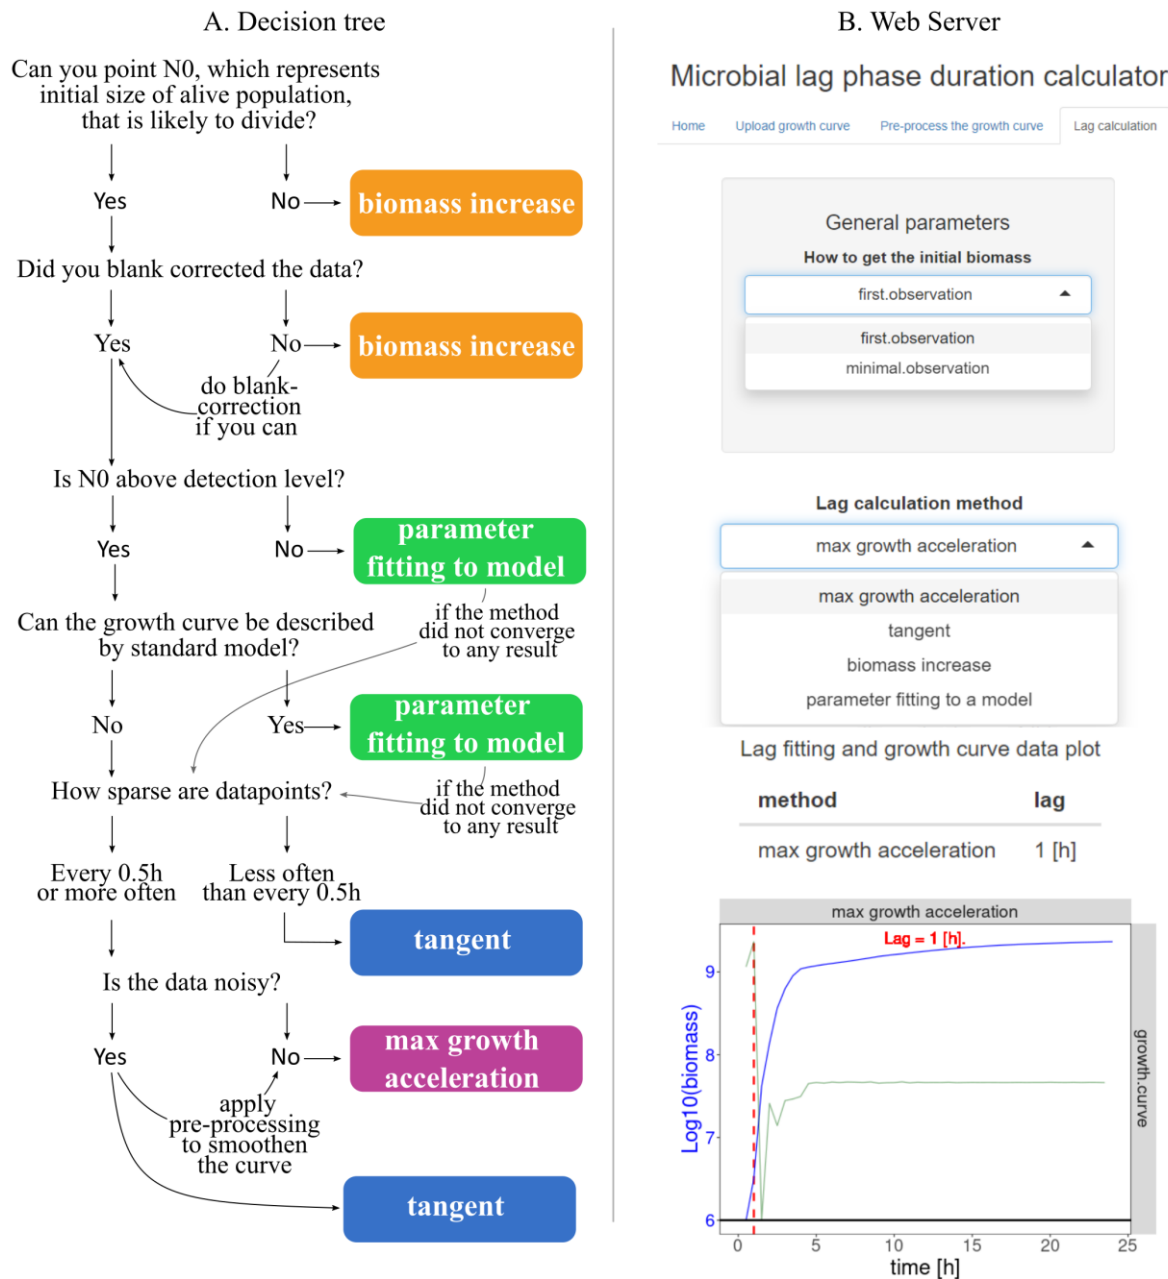 A. Decision tree
Can you point N0, which represents
initial size of alive population,
that is likely to divide?
Yes
No
biomass increase
Did you blank corrected the data?
Yes
No
biomass increase
do blank-
correction
if you can
Is N0 above detection level?
Yes
No
parameter
fitting to model
if the method
did not converge
to any result
Can the growth curve be described
by standard model?
No
Yes
parameter
fitting to model
if the method
did not converge
to any result
How sparse are datapoints?
Every 0.5h
or more often
Less often
than every 0.5h
tangent
Is the data noisy?
Yes
No
max growth
acceleration
apply
pre-processing
to smoothen
the curve
tangent
B. Web Server
Microbial lag phase duration calculator
Home
Upload growth curve
Pre-process the growth curve
Lag calculation
General parameters
How to get the initial biomass
first.observation
first.observation
minimal.observation
Lag calculation method
max growth acceleration
max growth acceleration
tangent
biomass increase
parameter fitting to a model
Lag fitting and growth curve data plot
method lag
max growth acceleration 1 [h]
max growth acceleration
Lag = 1 [h].
Log10(biomass)
9
8
7
6
growth.curve
0 5 10 15 20 25
time [h]